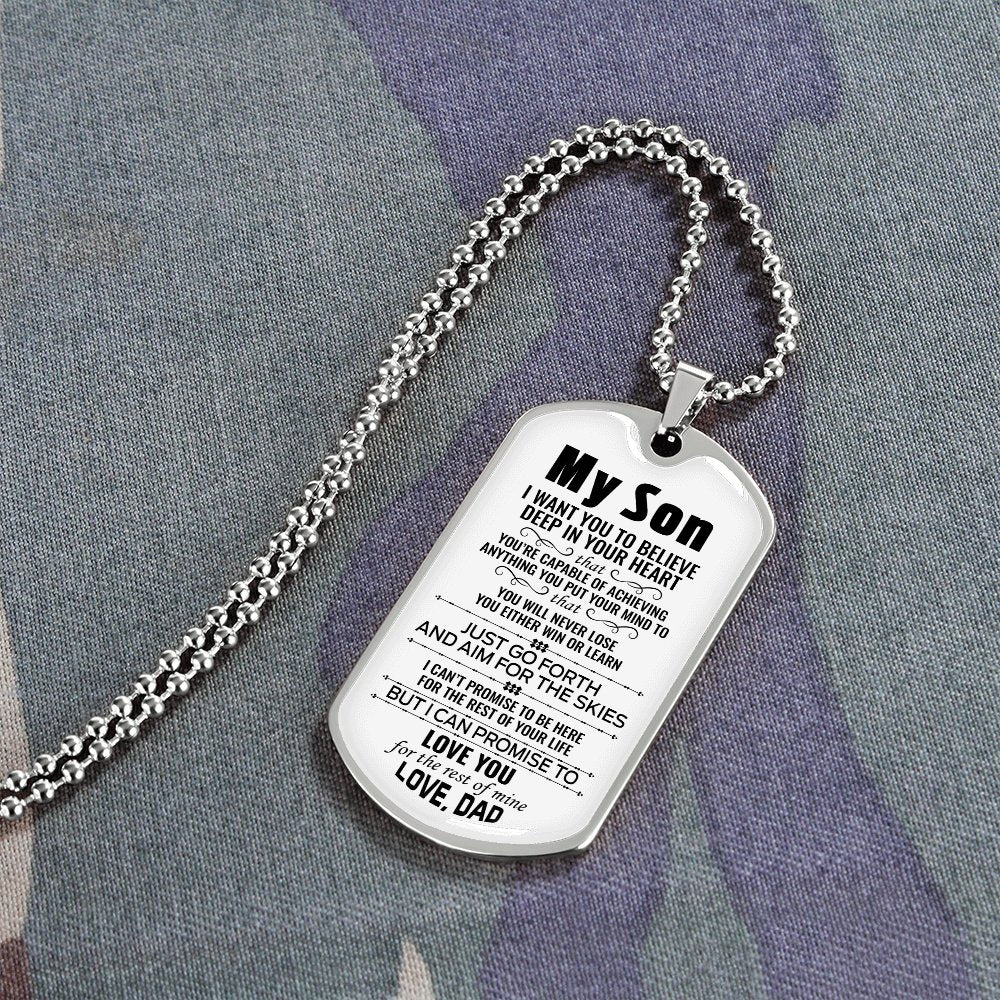 My Son
I WANT YOU TO BELIEVE
DEEP IN YOUR HEART
that
YOU'RE CAPABLE OF ACHIEVING
ANYTHING YOU PUT YOUR MIND TO
that
YOU WILL NEVER LOSE
YOU EITHER WIN OR LEARN
JUST GO FORTH
AND AIM FOR THE SKIES
I CAN'T PROMISE TO BE HERE
FOR THE REST OF YOUR LIFE
BUT I CAN PROMISE TO
LOVE YOU
for the rest of mine
LOVE, DAD